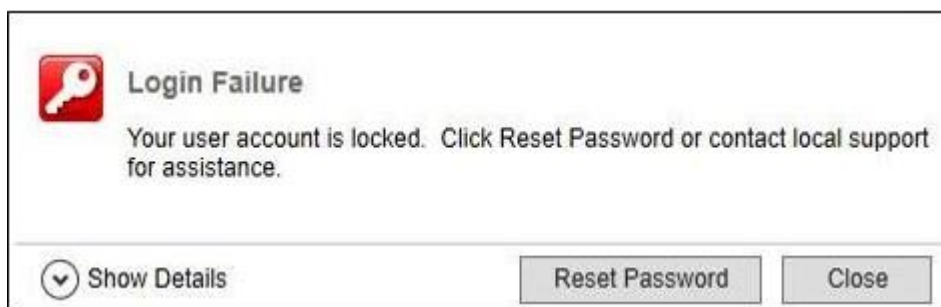 Login Failure
Your user account is locked.  Click Reset Password or contact local support
for assistance.
Show Details
Reset Password
Close